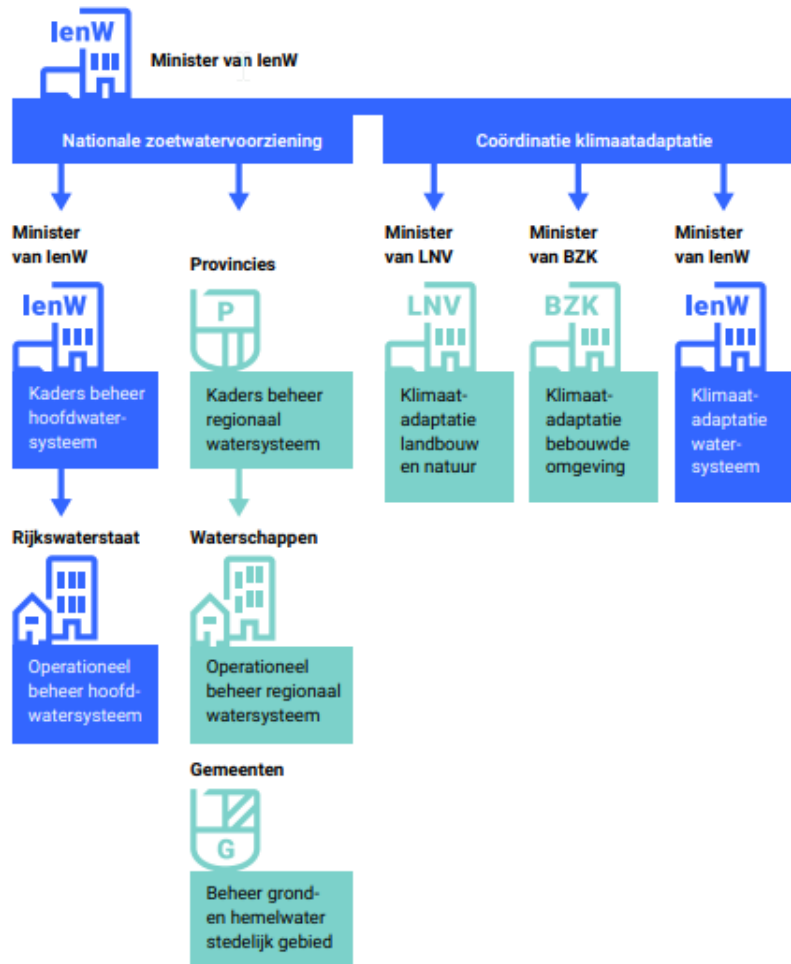 IenW
Minister van IenW
Nationale zoetwatervoorziening
Coördinatie klimaatadaptatie
Minister
van IenW
Provincies
Minister
van LNV
Minister
van BZK
Minister
van IenW
IenW
P
LNV
BZK
IenW
Kaders beheer
hoofdwater-
systeem
Kaders beheer
regionaal
watersysteem
Klimaat-
adaptatie
landbouw
en natuur
Klimaat-
adaptatie
bebouwde
omgeving
Klimaat-
adaptatie
water-
systeem
Rijkswaterstaat
Waterschappen
Operationeel
beheer hoofd-
watersysteem
Operationeel
beheer regionaal
watersysteem
Gemeenten
G
Beheer grond-
en hemelwater
stedelijk gebied